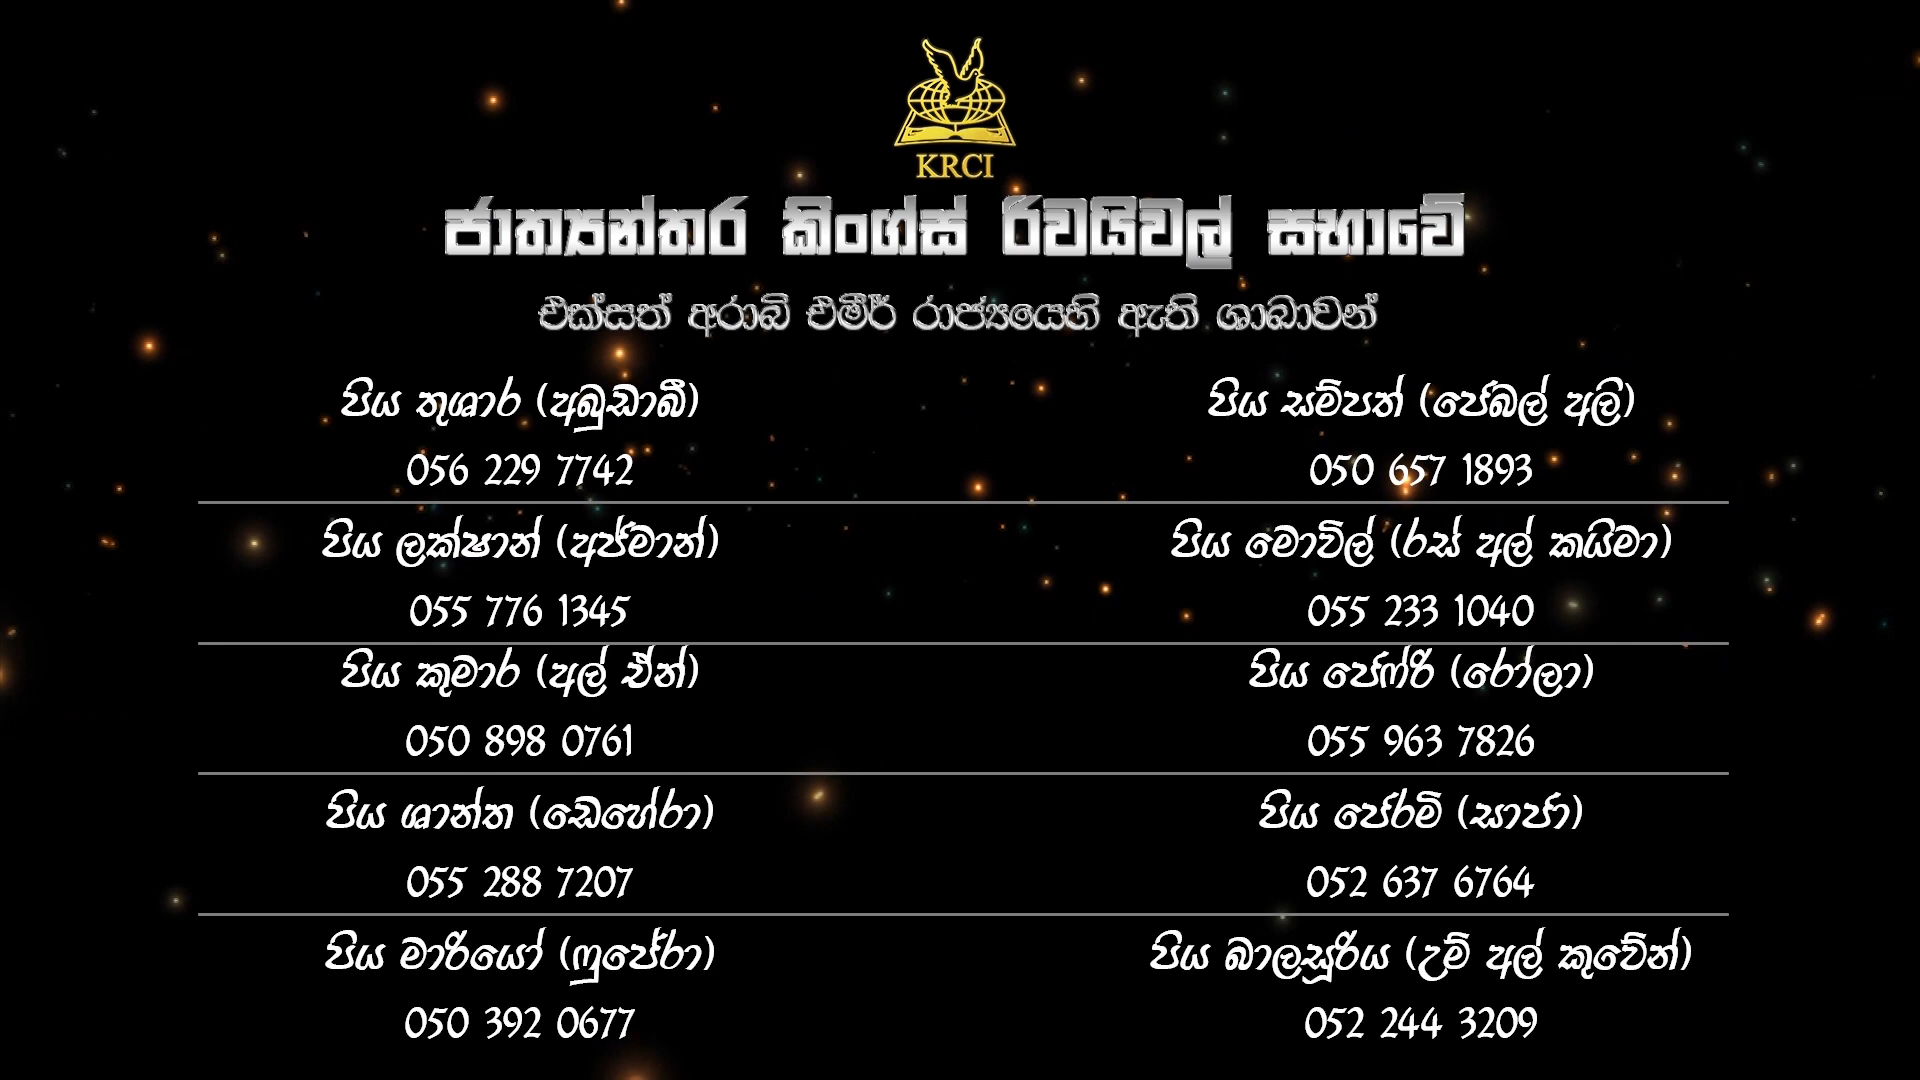 KRCI
ජාත්‍යන්තර කිංග්ස් රිවයිවල් සභාවේ
එක්සත් අරාබි එමීර් රාජ්‍යයෙහි ඇති ශාඛාවන්
පිය තුශාර (අබුඩාබි)
056 229 7742
පිය සම්පත් (ජෙබල් අලි)
050 657 1893
පිය ලක්ෂාන් (අජ්මාන්)
055 776 1345
පිය මොවිල් (රස් අල් කයිමා)
055 233 1040
පිය කුමාර (අල් ඒන්)
050 898 0761
පිය ජෙෆ්රි (රෝලා)
055 963 7826
පිය ශාන්ත (ඩෙහේරා)
055 288 7207
පිය ජෙරමි (සාජා)
052 637 6764
පිය මාරියෝ (ෆුජේරා)
050 392 0677
පිය බාලසූරිය (උම් අල් කුවේන්)
052 244 3209